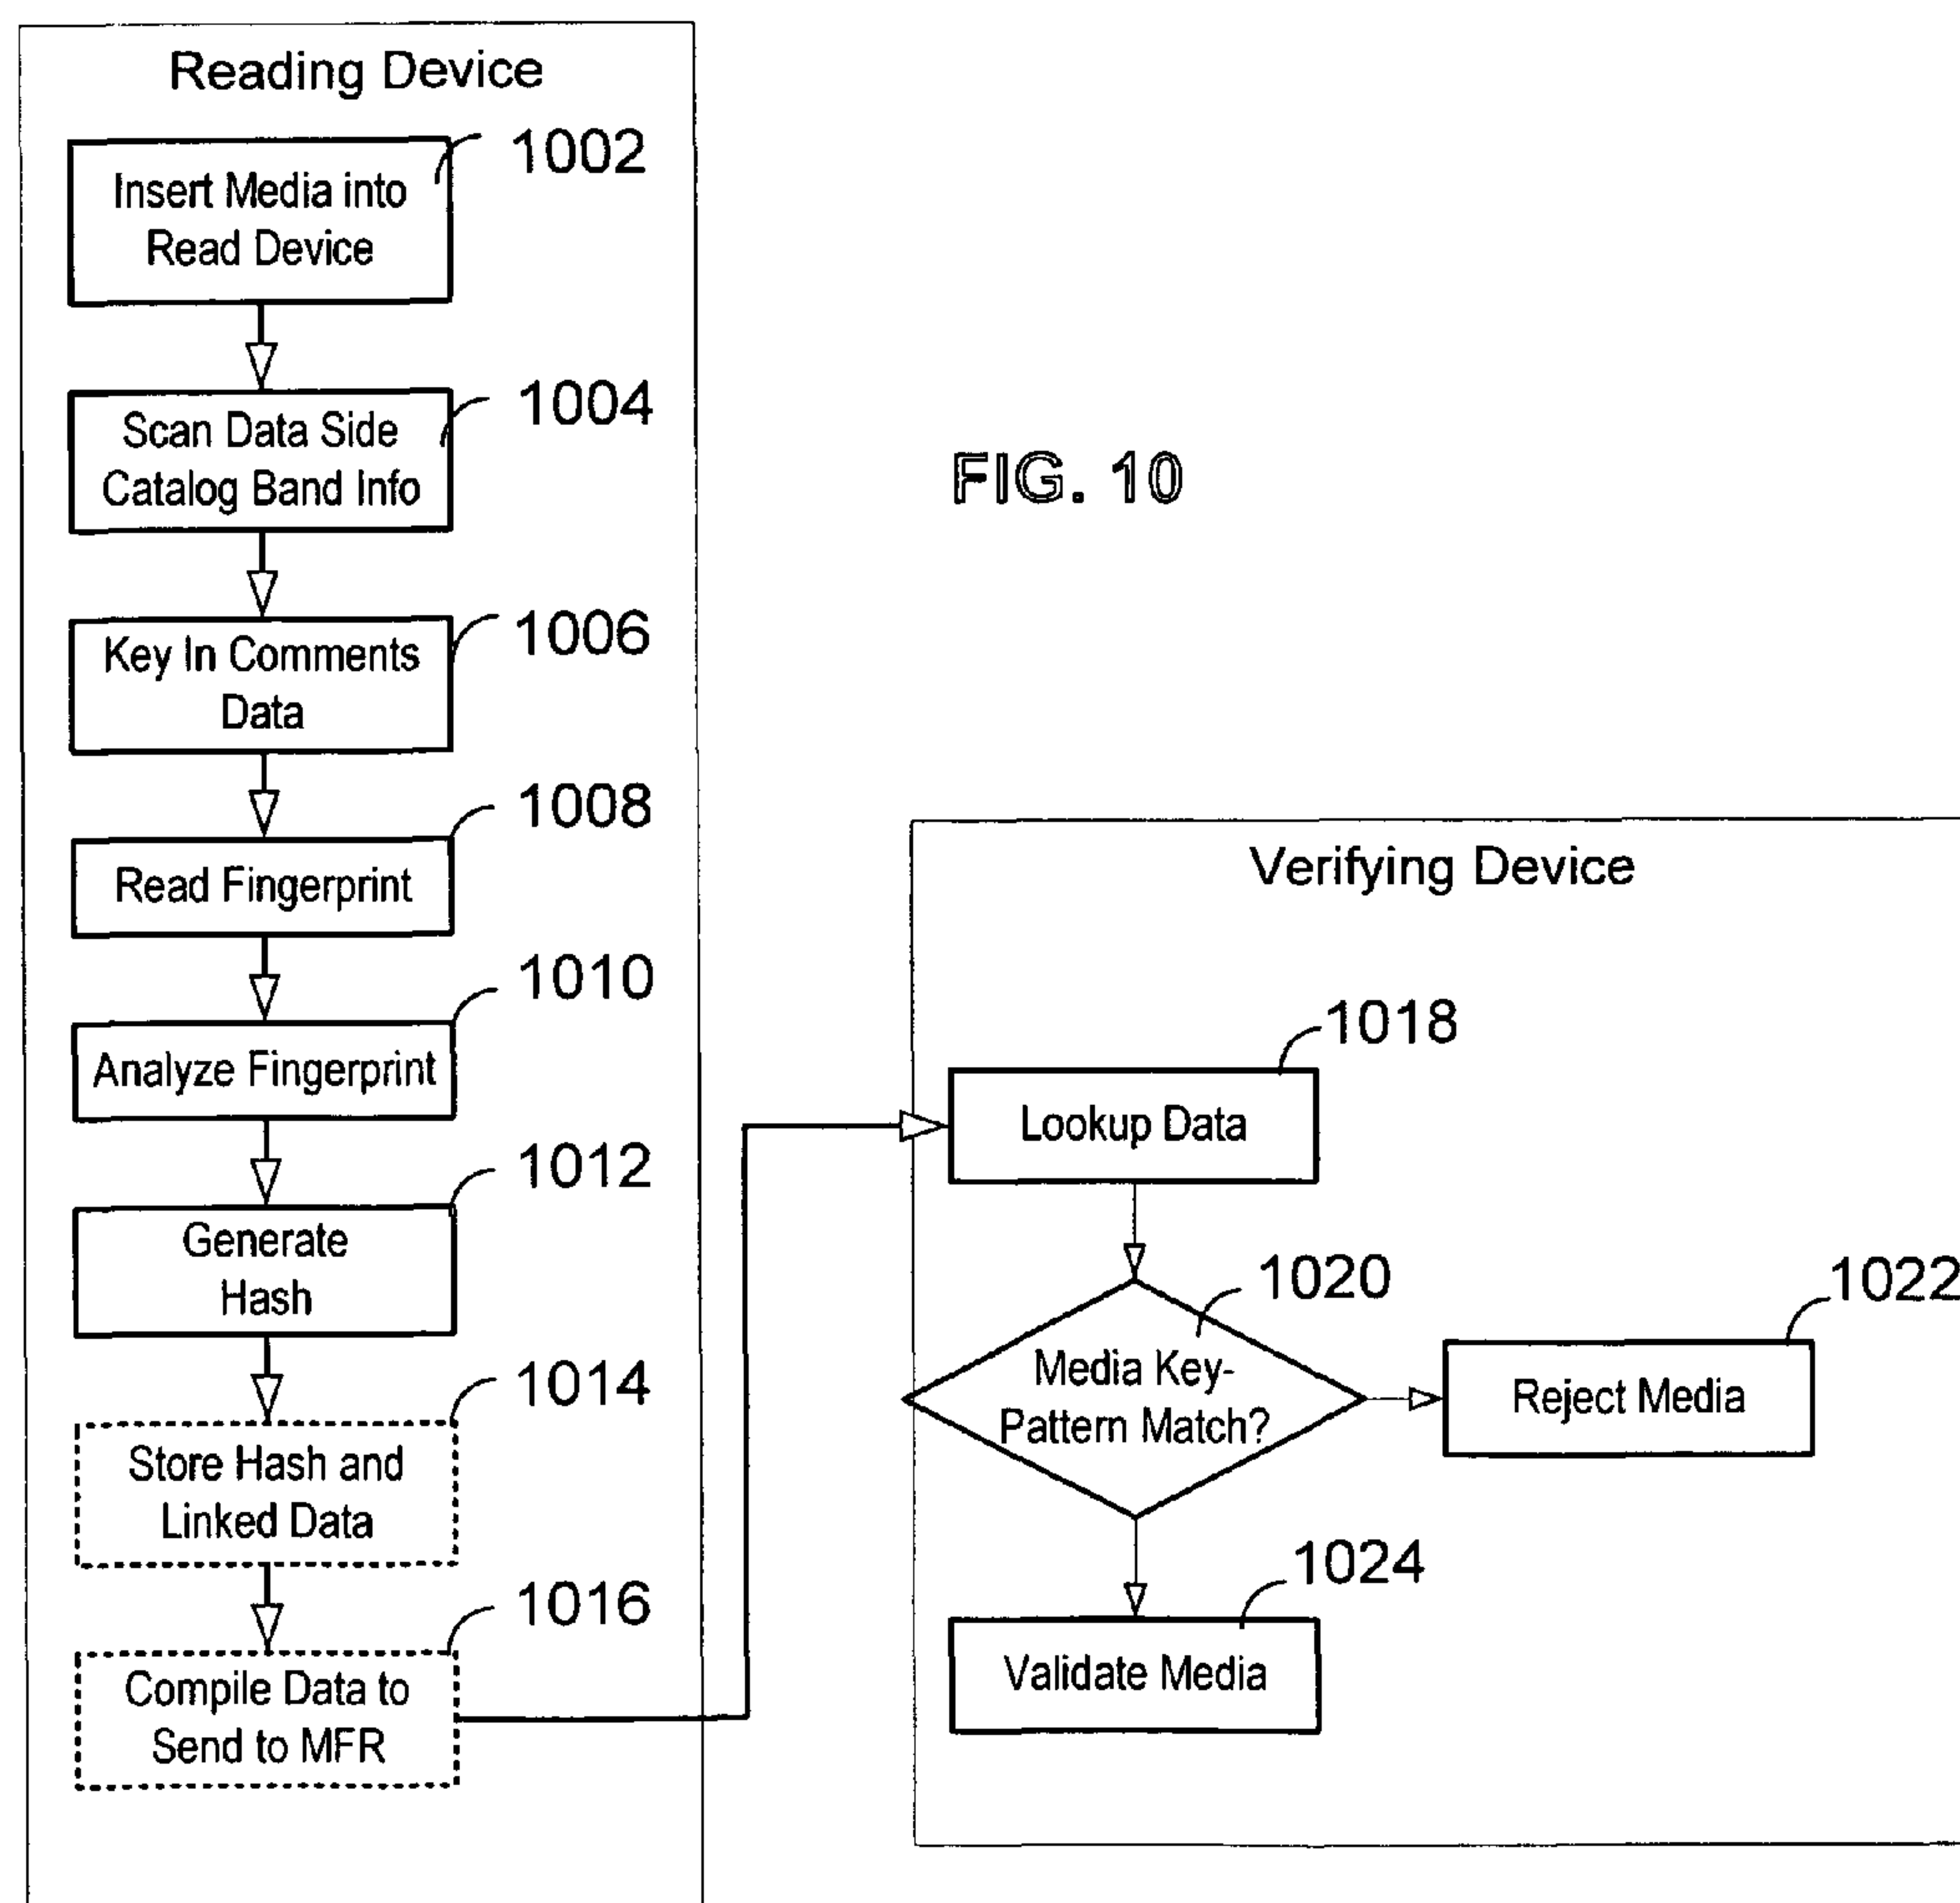 Reading Device
1002
Insert Media into
Read Device
1004
Scan Data Side
Catalog Band Info
1006
Key In Comments
Data
1008
Read Fingerprint
1010
Analyze Fingerprint
1012
Generate
Hash
1014
Store Hash and
Linked Data
1016
Compile Data to
Send to MFR
FIG. 10
Verifying Device
1018
Lookup Data
1020
Media Key-
Pattern Match?
1022
Reject Media
1024
Validate Media